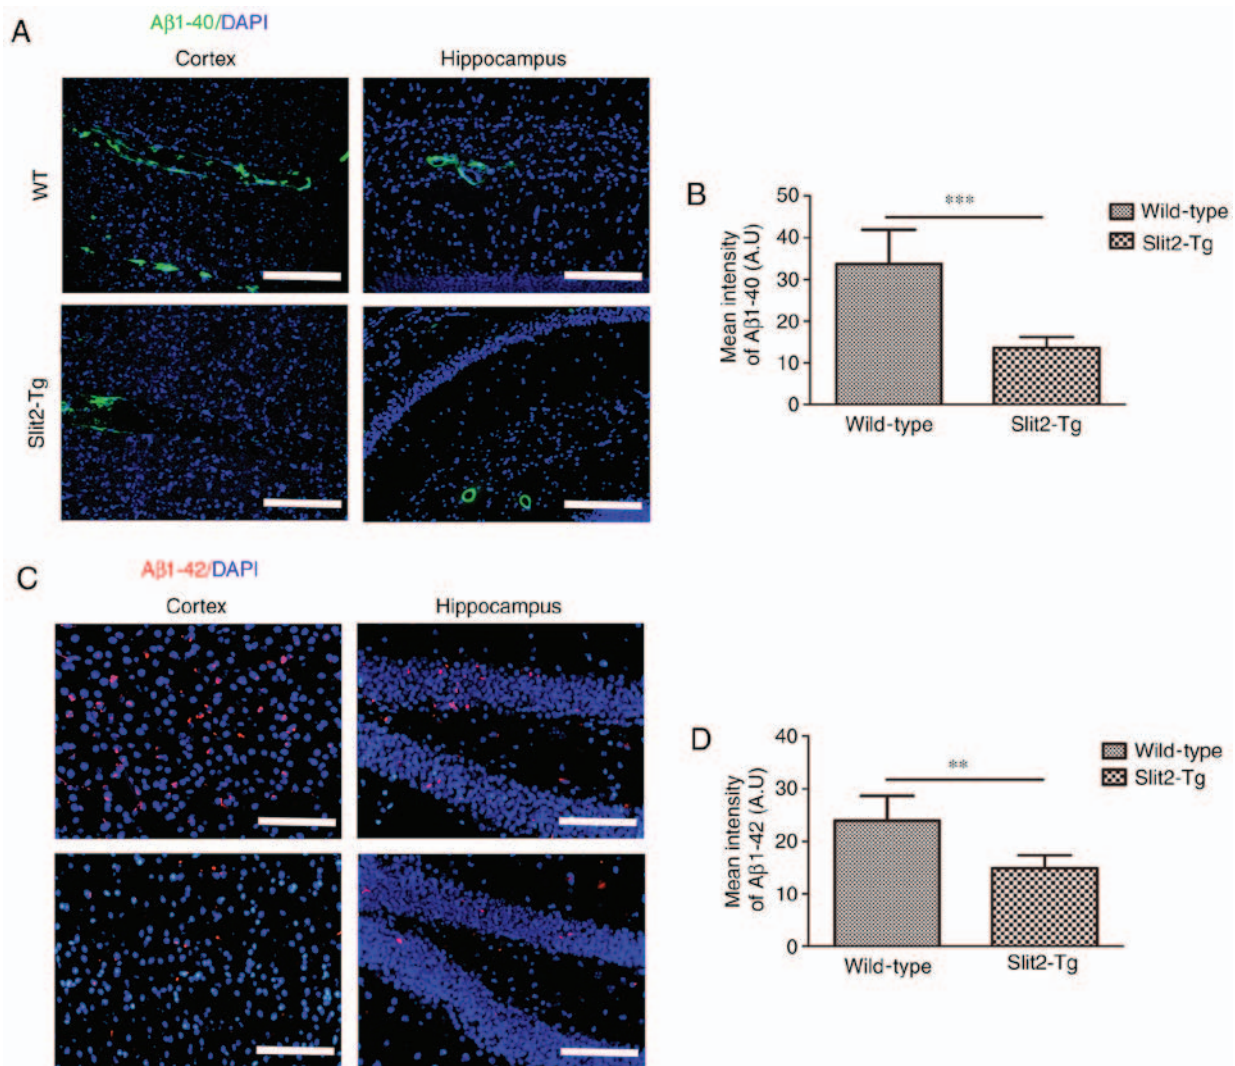 A
Aβ1-40/DAPI
Cortex
Hippocampus
WT
Slit2-Tg
B
Mean intensity
of Aβ1-40 (A.U)
50
40
30
20
10
0
***
Wild-type
Slit2-Tg
Wild-type
Slit2-Tg
C
Aβ1-42/DAPI
Cortex
Hippocampus
D
Mean intensity
of Aβ1-42 (A.U)
40
30
20
10
0
**
Wild-type
Slit2-Tg
Wild-type
Slit2-Tg